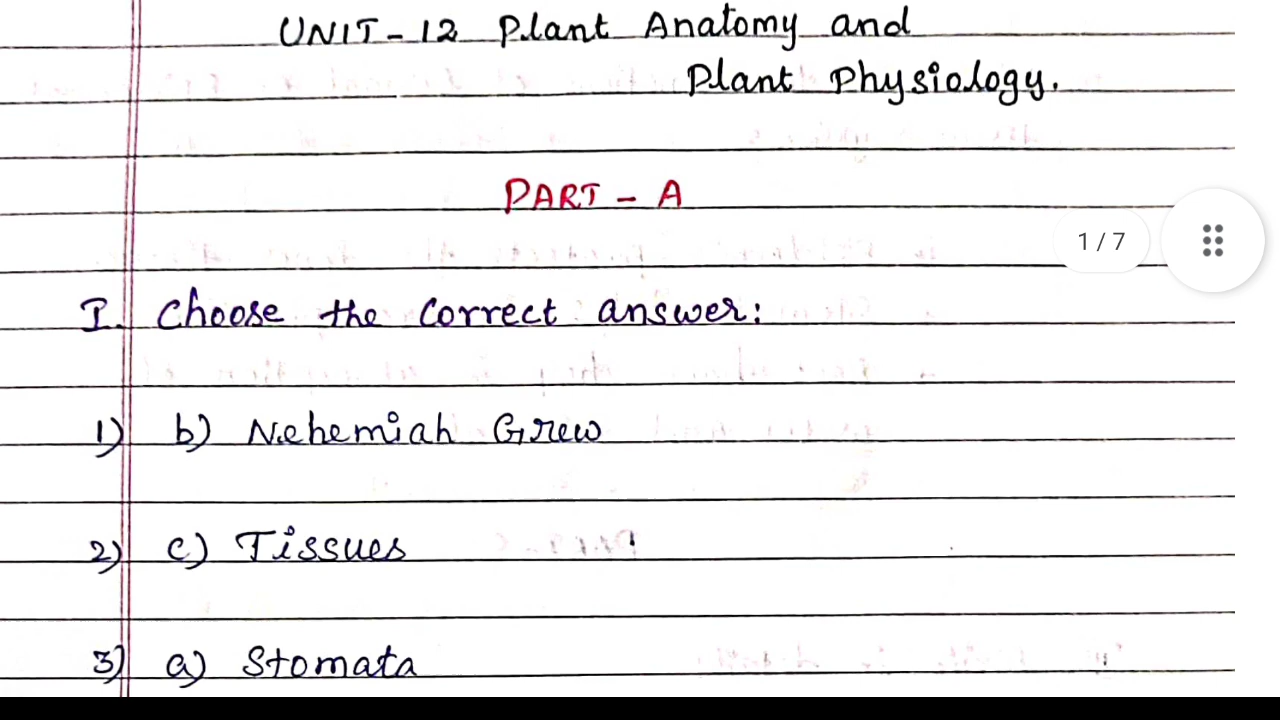 UNIT - 12 Plant Anatomy and
Plant Physiology.
PART - A
1 / 7
I. Choose the correct answer:
1) b) Nehemiah Grew
2) c) Tissues
3) a) Stomata